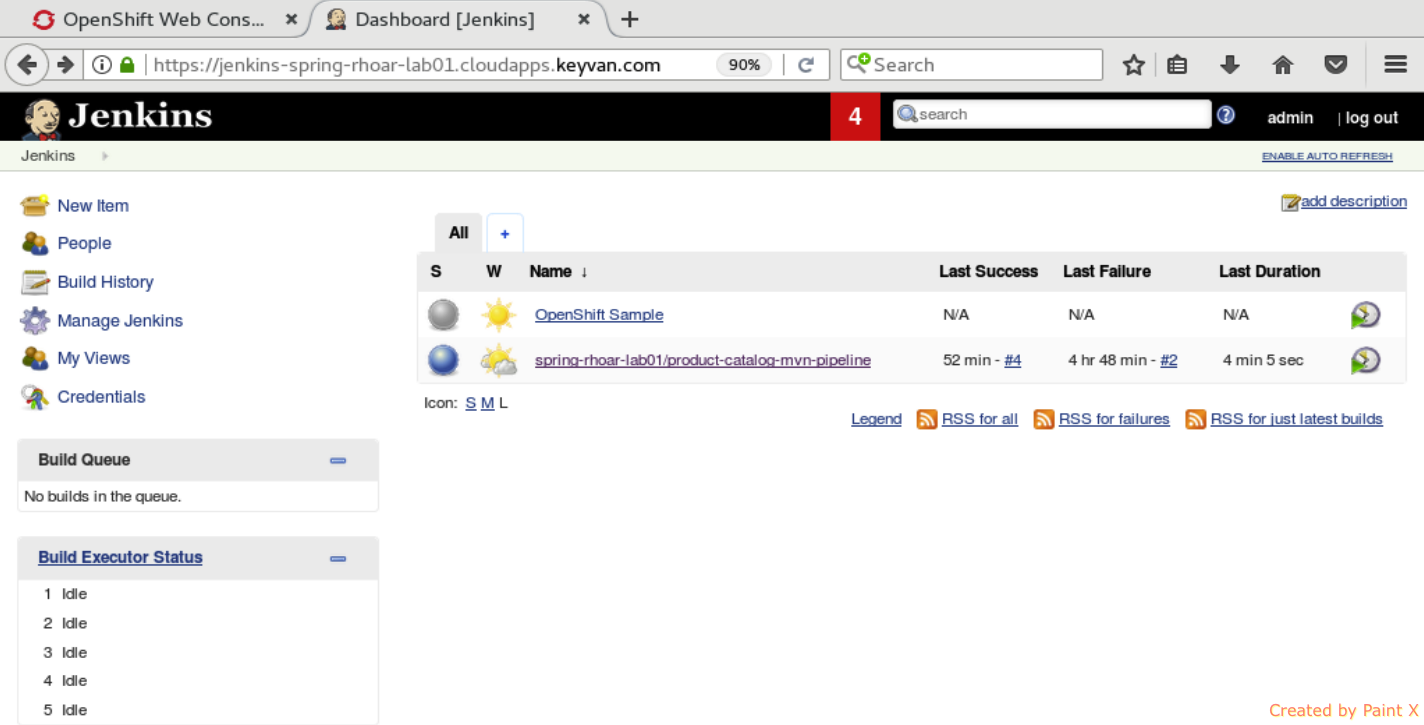 OpenShift Web Cons...
Dashboard [Jenkins]
https://jenkins-spring-rhoar-lab01.cloudapps.keyvan.com
90%
Search
Jenkins
4
search
admin
| log out
Jenkins
ENABLE AUTO REFRESH
New Item
People
Build History
Manage Jenkins
My Views
Credentials
Build Queue
No builds in the queue.
Build Executor Status
1 Idle
2 Idle
3 Idle
4 Idle
5 Idle
add description
All
+
S W Name ↓ Last Success Last Failure Last Duration
OpenShift Sample N/A N/A N/A
spring-rhoar-lab01/product-catalog-mvn-pipeline 52 min - #4 4 hr 48 min - #2 4 min 5 sec
Icon: S M L
Legend RSS for all RSS for failures RSS for just latest builds
Created by Paint X